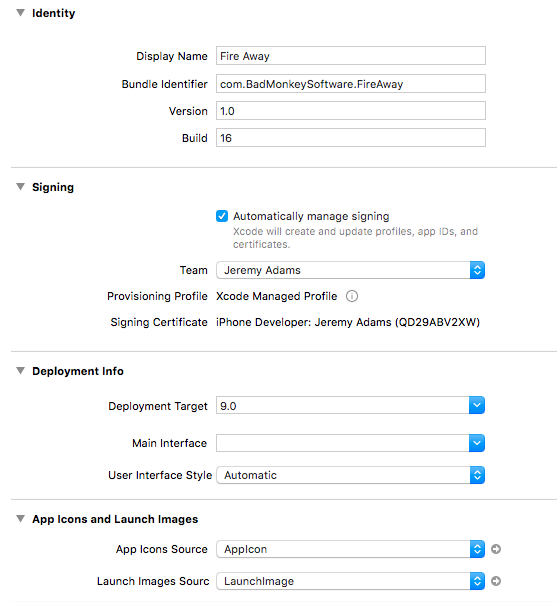 Identity
Display Name Fire Away
Bundle Identifier com.BadMonkeySoftware.FireAway
Version 1.0
Build 16
Signing
Automatically manage signing
Xcode will create and update profiles, app IDs, and
certificates.
Team Jeremy Adams
Provisioning Profile Xcode Managed Profile
Signing Certificate iPhone Developer: Jeremy Adams (QD29ABV2XW)
Deployment Info
Deployment Target 9.0
Main Interface
User Interface Style Automatic
App Icons and Launch Images
App Icons Source AppIcon
Launch Images Sourc LaunchImage